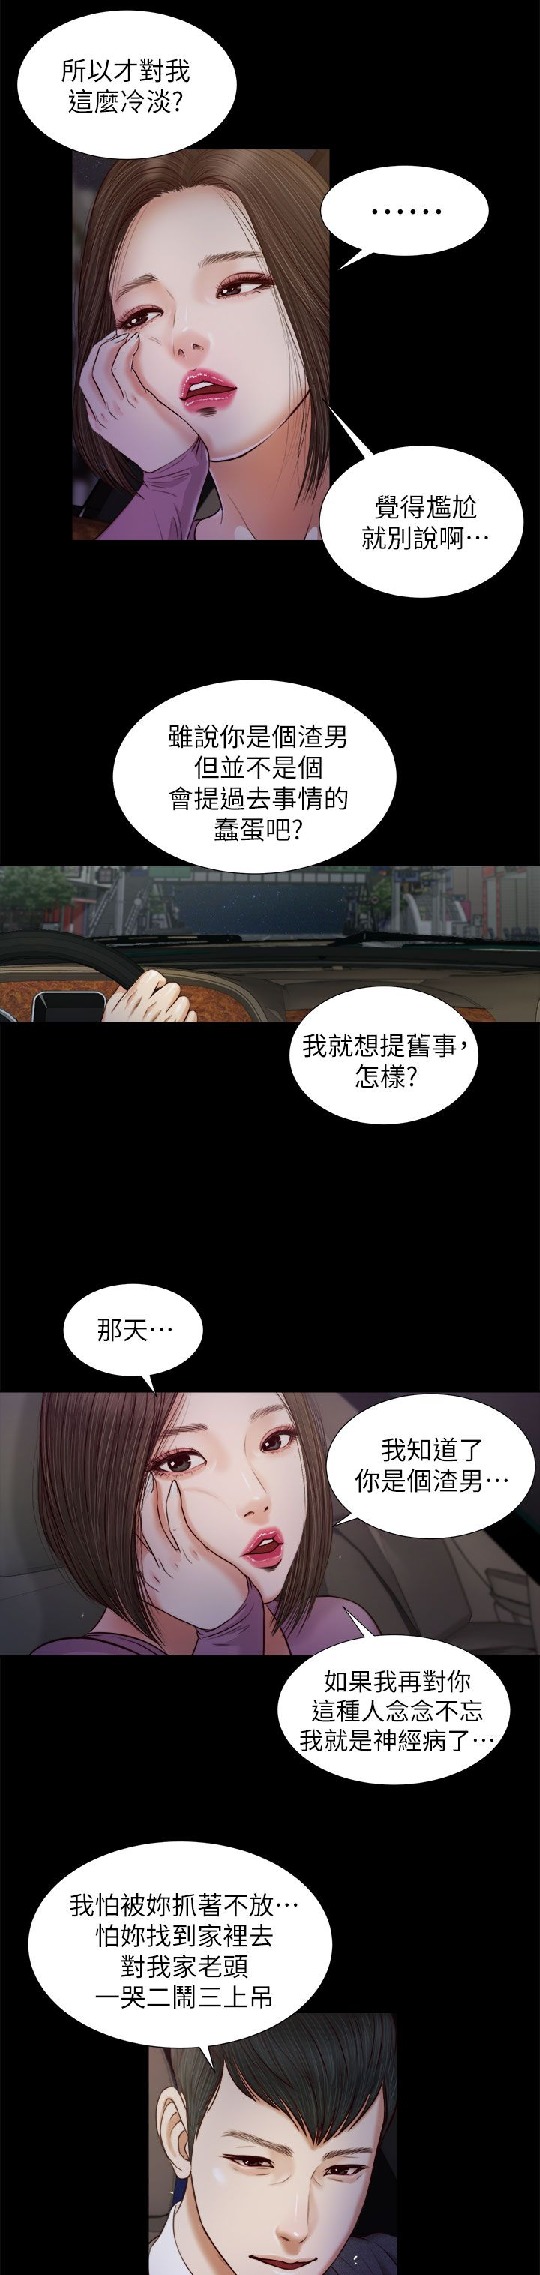 所以才對我
這麼冷淡?
······
覺得尷尬
就別說啊…
雖說你是個渣男
但並不是個
會提過去事情的
蠢蛋吧?
我就想提舊事，
怎樣?
那天…
我知道了
你是個渣男…
如果我再對你
這種人念念不忘
我就是神經病了…
我怕被妳抓著不放…
怕妳找到家裡去
對我家老頭
一哭二鬧三上吊